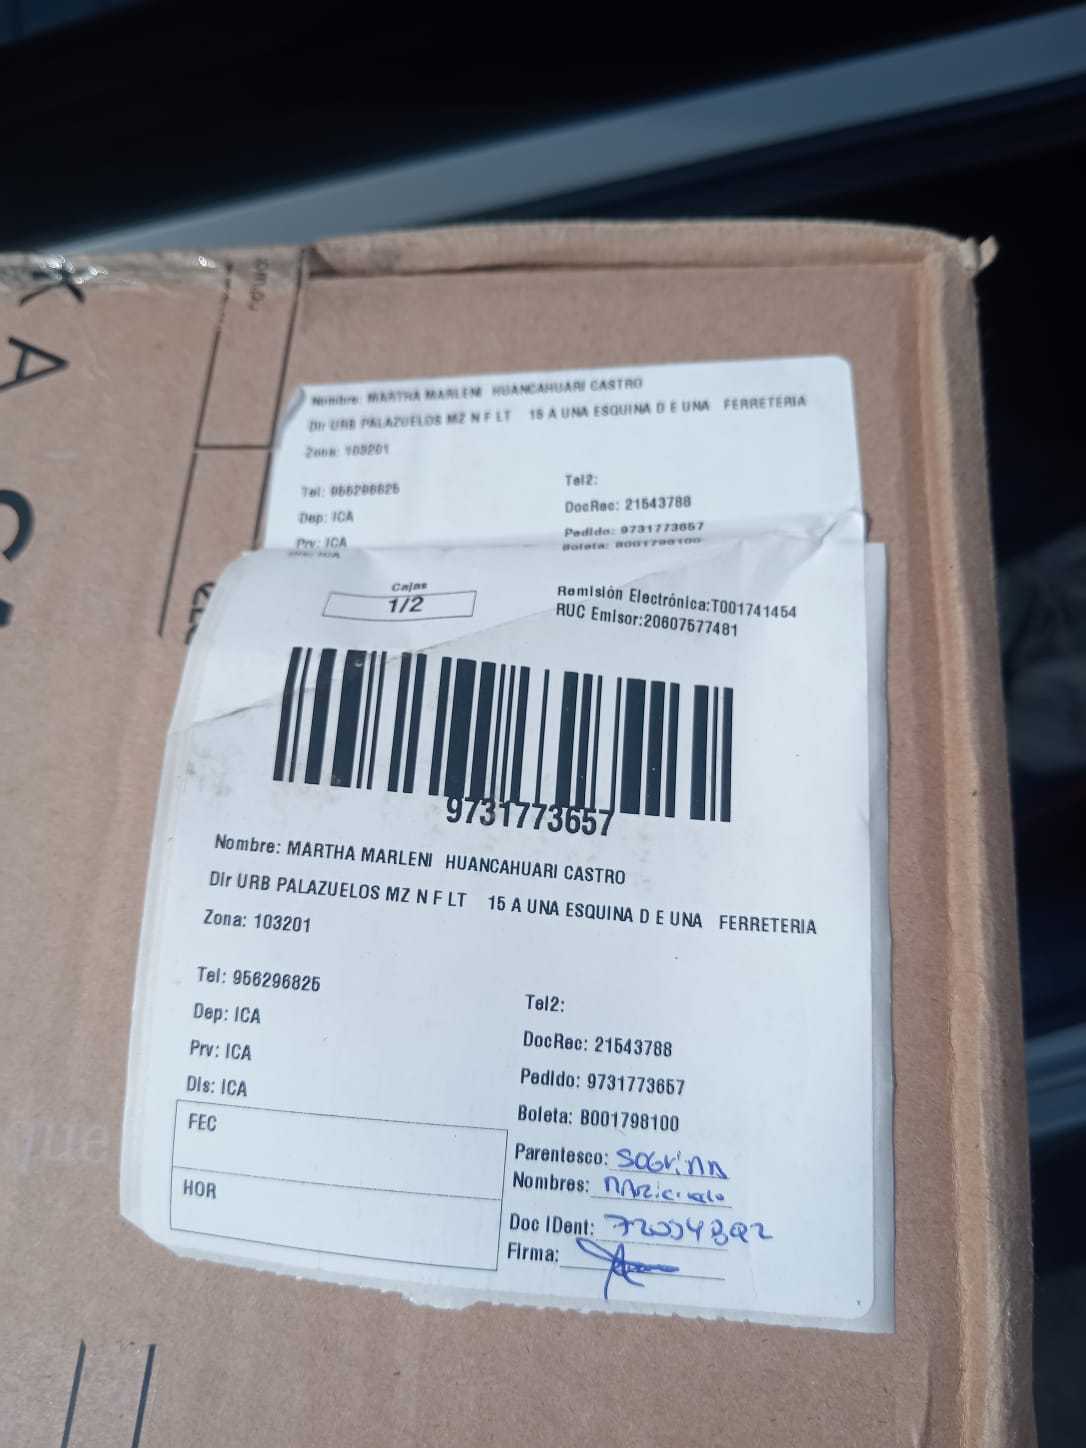 Nombre: MARTHA MARLENI HUANCAHUARI CASTRO
Dir URB PALAZUELOS MZ N F LT 15 A UNA ESQUINA D E UNA FERRETERIA
Zona: 103201
Tel: 956296825
Tel2:
Dep: ICA
DocRec: 21543788
Prv: ICA
Pedido: 9731773657
Boleta: B001798100
Cajas
1/2
Remisión Electrónica:T001741454
RUC Emisor:20607577481
9731773657
Nombre: MARTHA MARLENI HUANCAHUARI CASTRO
Dir URB PALAZUELOS MZ N F LT 15 A UNA ESQUINA D E UNA FERRETERIA
Zona: 103201
Tel: 956296825
Tel2:
Dep: ICA
DocRec: 21543788
Prv: ICA
Pedido: 9731773657
Dis: ICA
Boleta: B001798100
FEC
Parentesco: SOBrinA
Nombres:
HOR
Doc IDent:
Firma:
que